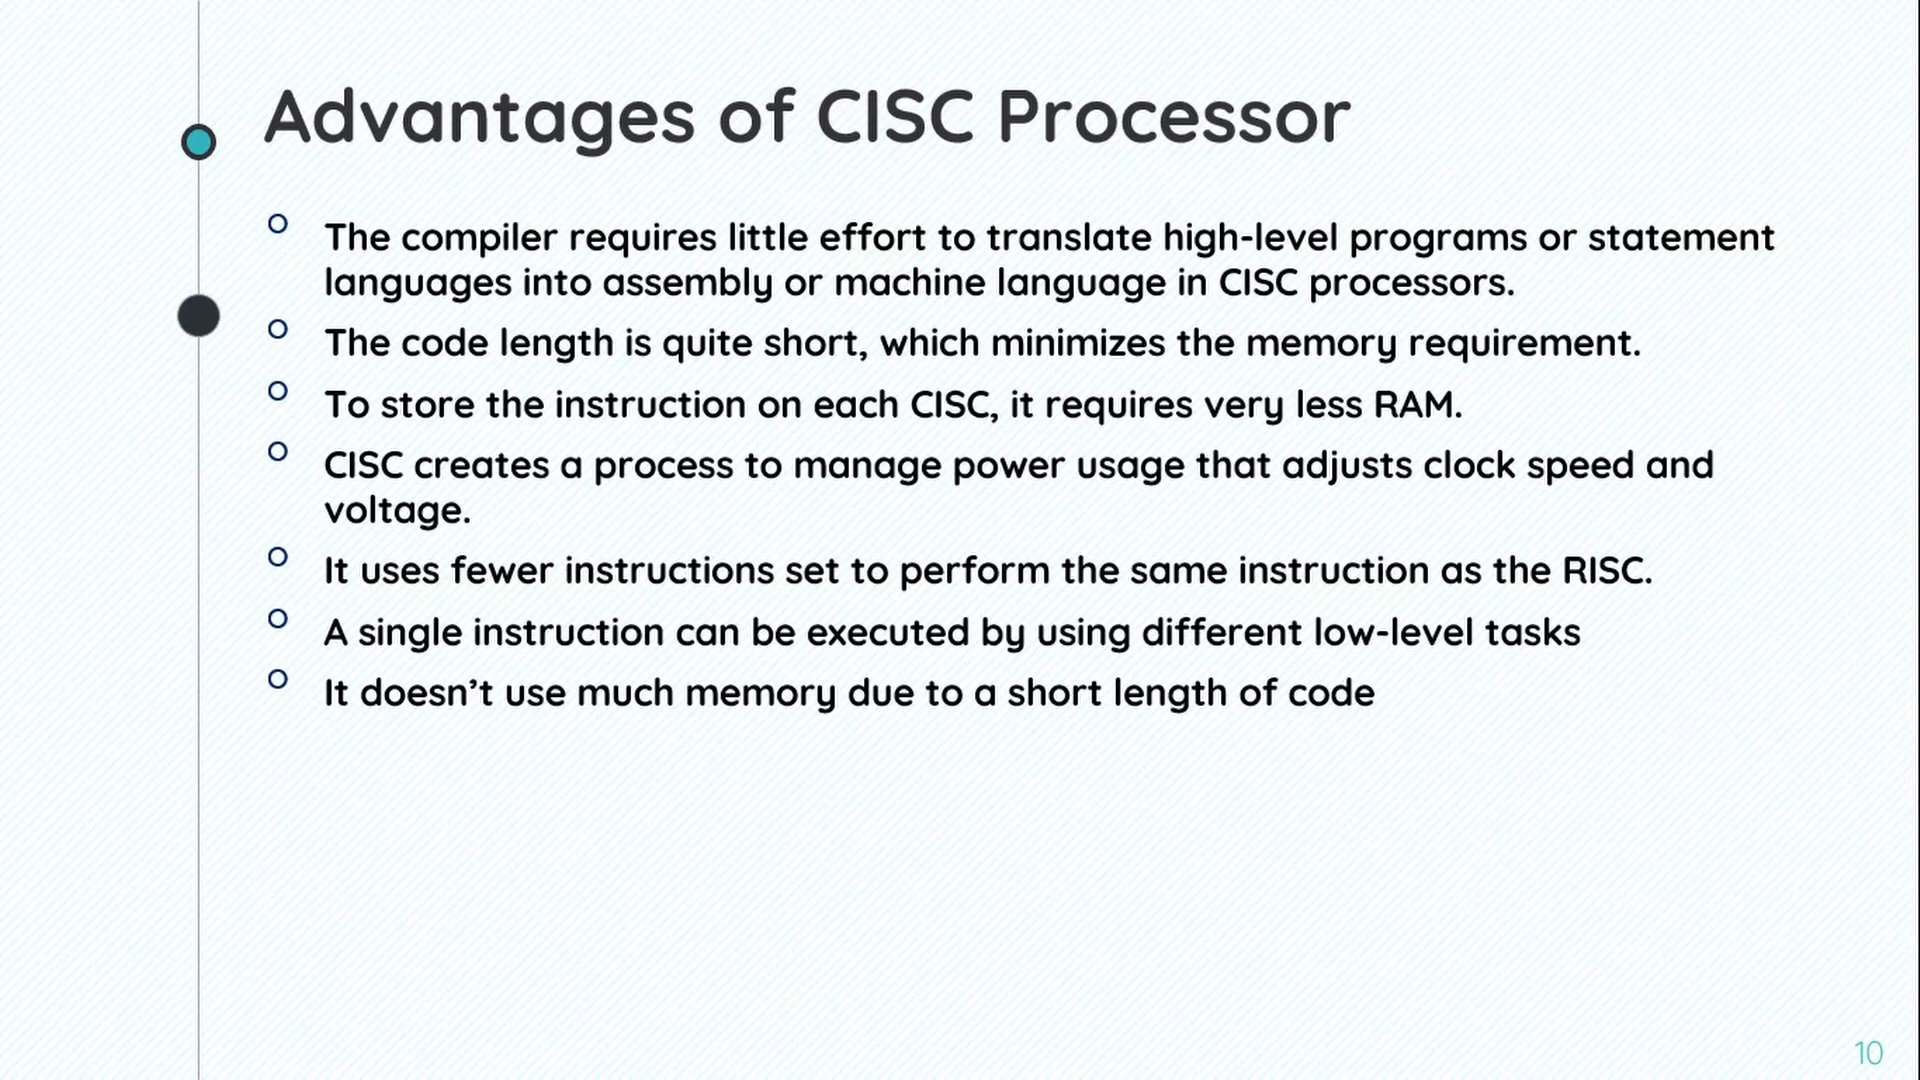 Advantages of CISC Processor
The compiler requires little effort to translate high-level programs or statement
languages into assembly or machine language in CISC processors.
The code length is quite short, which minimizes the memory requirement.
To store the instruction on each CISC, it requires very less RAM.
CISC creates a process to manage power usage that adjusts clock speed and
voltage.
It uses fewer instructions set to perform the same instruction as the RISC.
A single instruction can be executed by using different low-level tasks
It doesn’t use much memory due to a short length of code
10